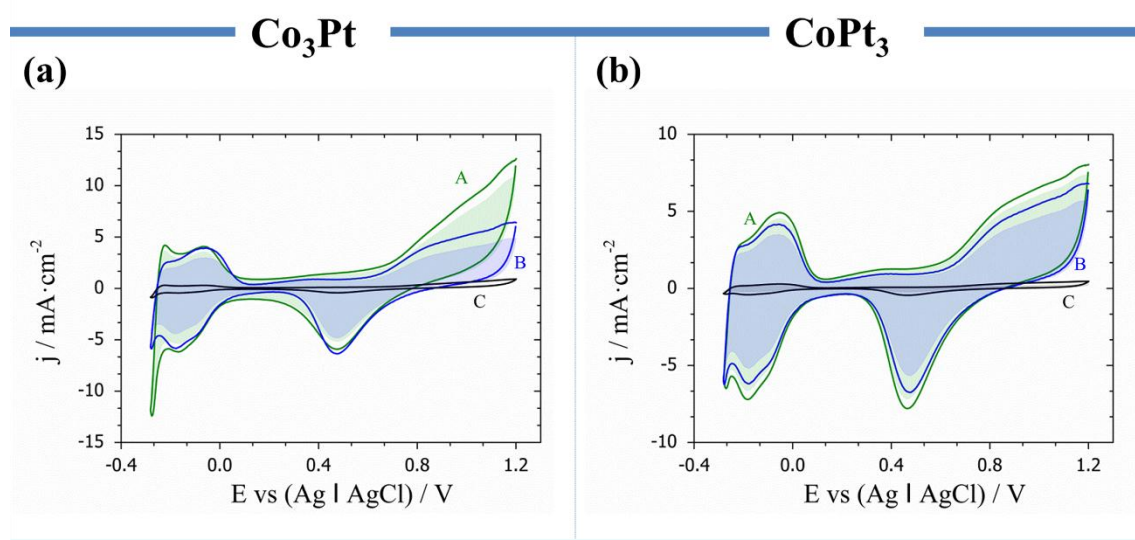 Co₃Pt
CoPt₃
(a)
(b)
j / mA·cm⁻²
15
10
5
0
-5
-10
-15
A
B
C
-0.4
0.0
0.4
0.8
1.2
E vs (Ag | AgCl) / V
j / mA·cm⁻²
10
5
0
-5
-10
A
B
C
-0.4
0.0
0.4
0.8
1.2
E vs (Ag | AgCl) / V